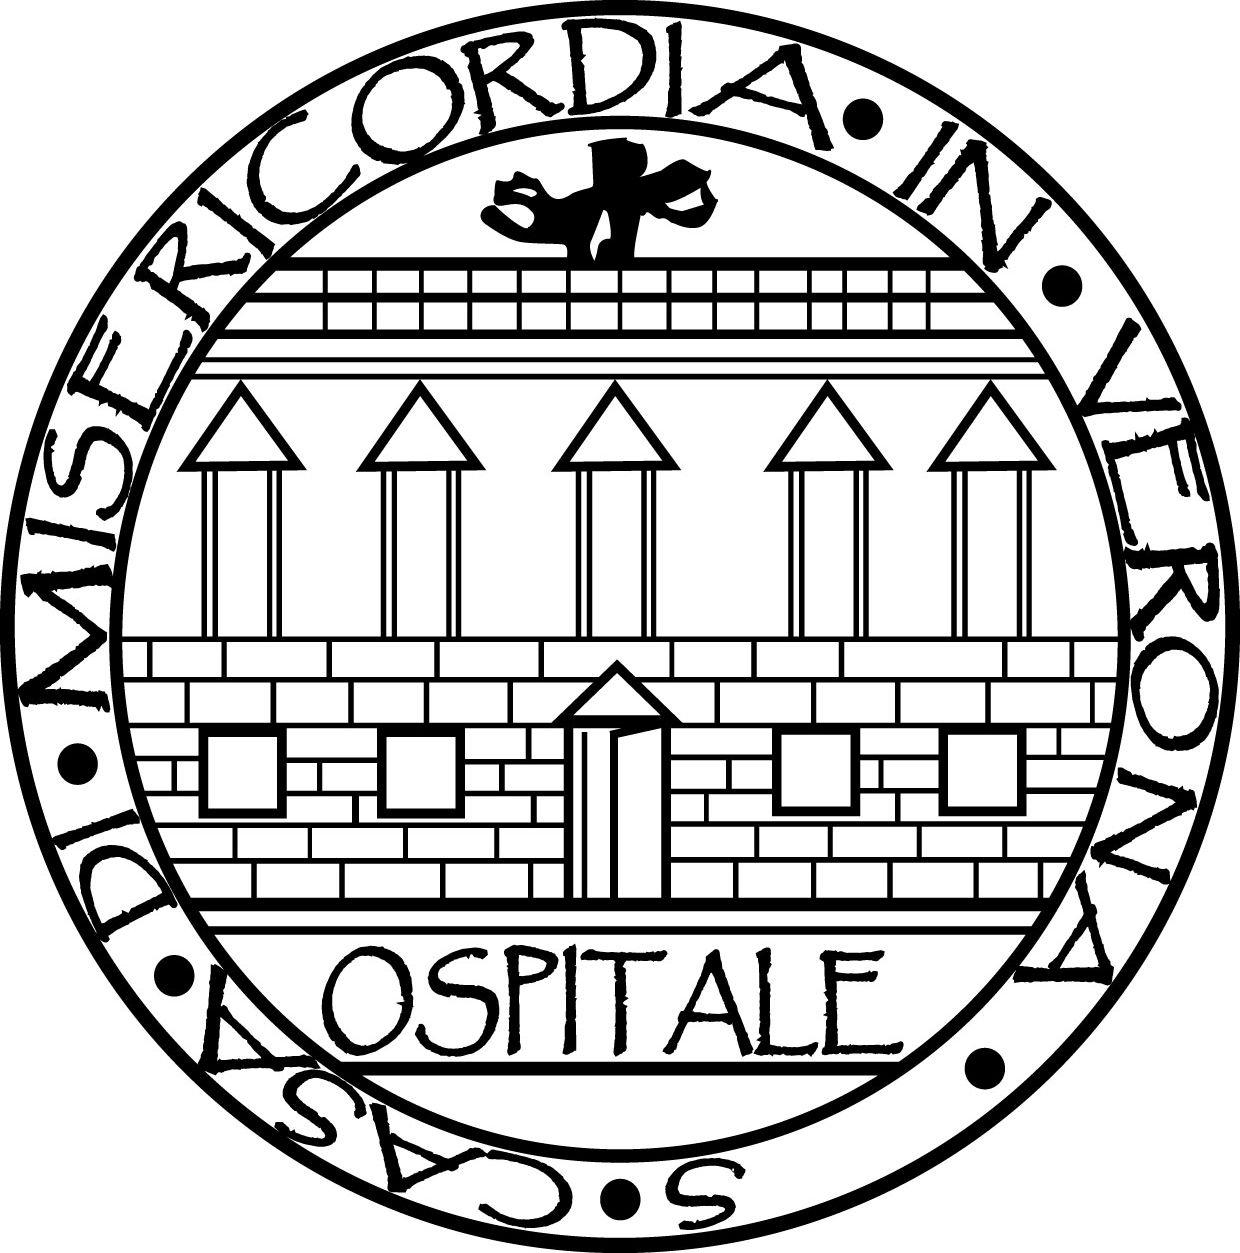 S • CASA • DI • MISERICORDIA • IN • VERONA •
OSPITALE